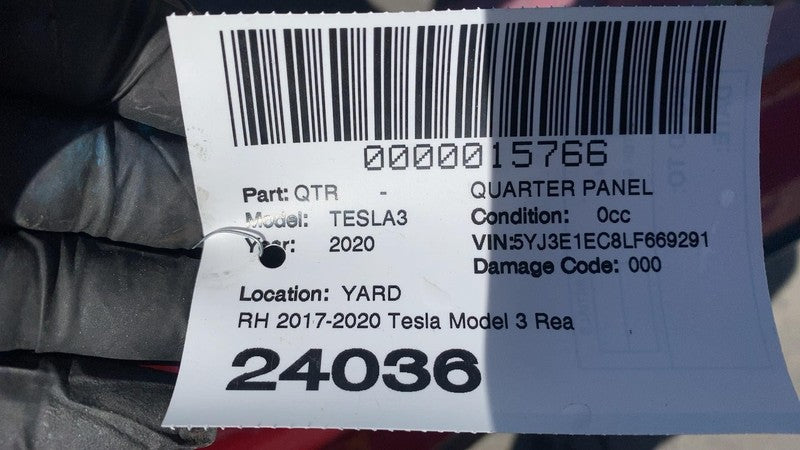 0000015766
Part: QTR - QUARTER PANEL
Model: TESLA3 Condition: 0cc
Year: 2020 VIN:5YJ3E1EC8LF669291
Damage Code: 000
Location: YARD
RH 2017-2020 Tesla Model 3 Rea
24036